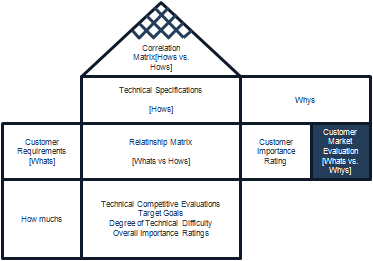 Correlation
Matrix[Hows vs.
Hows]
Technical Specifications
[Hows]
Whys
Customer
Requirements
[Whats]
Relatinship Matrix
[Whats vs Hows]
Customer
Importance
Rating
Customer
Market
Evaluation
[Whats vs.
Whys]
How muchs
Technical Competitive Evaluations
Target Goals
Degree of Technical Difficulty
Overall Importance Ratings